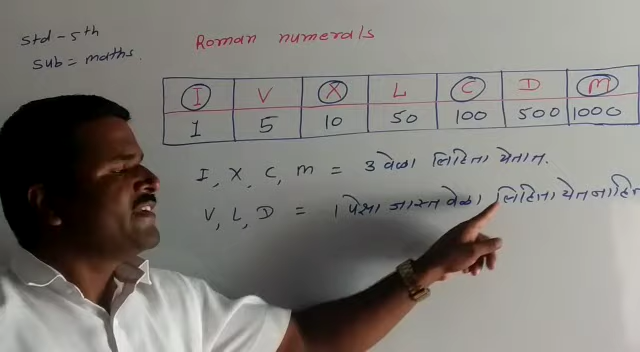 Std - 5th
Sub = maths.
Roman numerals
I V X L C D M
1 5 10 50 100 500 1000
I, X, C, M = 3 वेळा लिहिता येतात.
V, L, D = 1 पेक्षा जास्त वेळा लिहिता येत नाहित